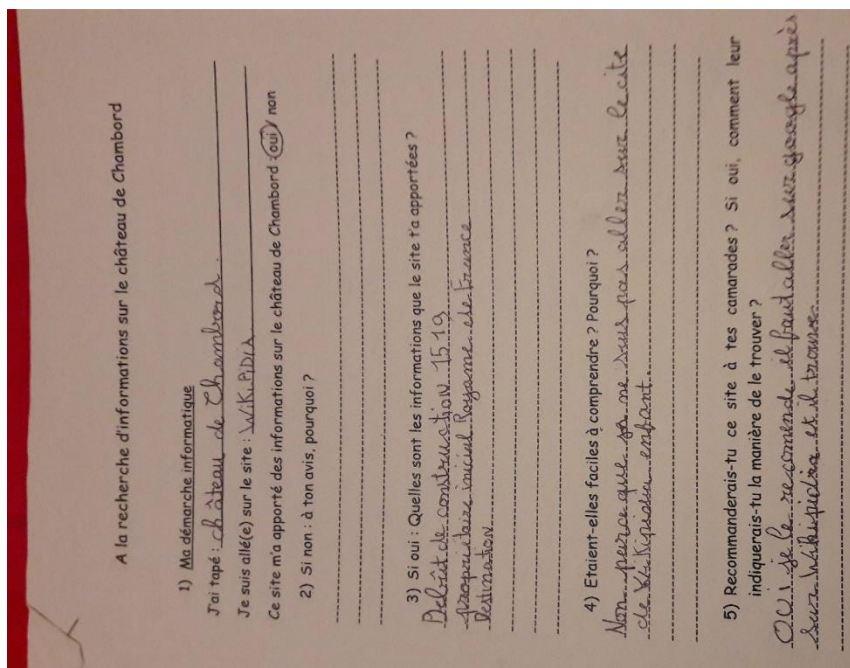 A la recherche d'informations sur le château de Chambord
1) Ma démarche informatique
J'ai tapé : château de Chambord.
Je suis allé(e) sur le site : WiKiPiDiA
Ce site m'a apporté des informations sur le château de Chambord : oui / non
2) Si non : à ton avis, pourquoi ?
3) Si oui : Quelles sont les informations que le site t'a apportées ?
Début de construction 1519
propriétaire inicial Royame de france
Destination
4) Etaient-elles faciles à comprendre ? Pourquoi ?
Non parce que je ne suis pas aller sur le cite
de Wikipidia enfant.
5) Recommanderais-tu ce site à tes camarades ? Si oui, comment leur
indiquerais-tu la manière de le trouver ?
OUi je le recomende il faut aller sur google après
sur Wikipidia et il trouve.